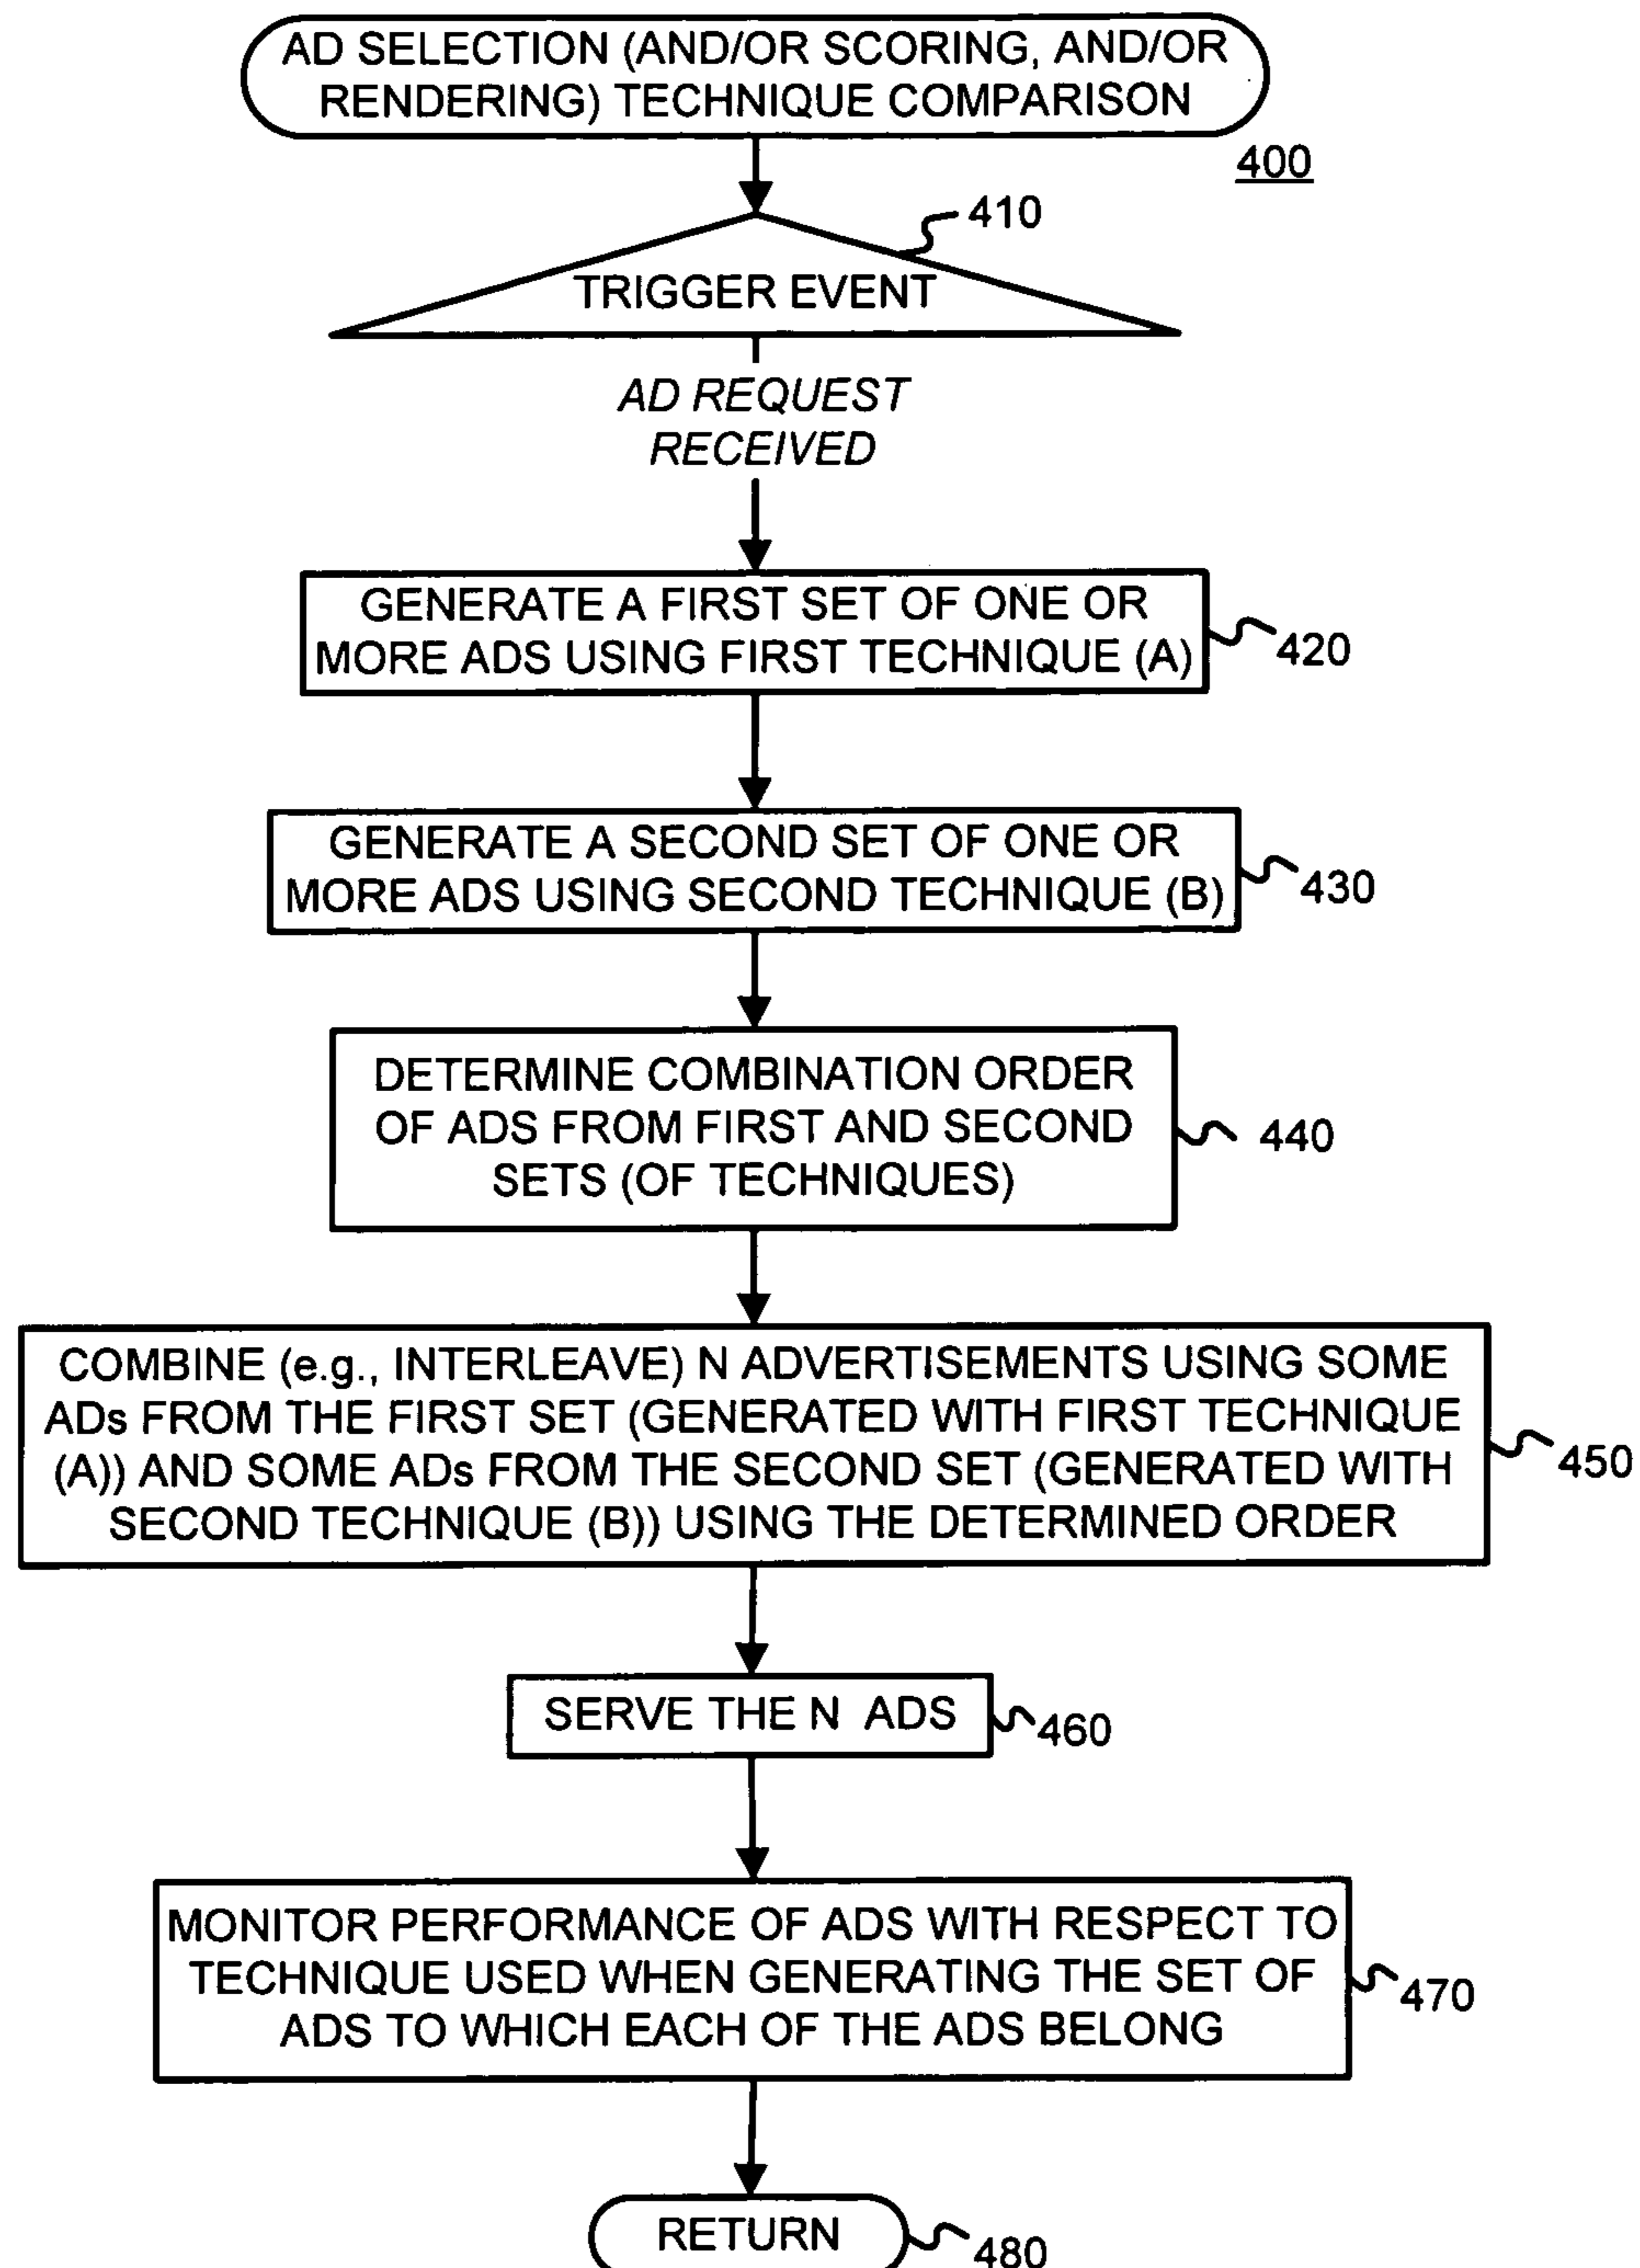 AD SELECTION (AND/OR SCORING, AND/OR
RENDERING) TECHNIQUE COMPARISON
400
410
TRIGGER EVENT
AD REQUEST
RECEIVED
GENERATE A FIRST SET OF ONE OR
MORE ADS USING FIRST TECHNIQUE (A)
420
GENERATE A SECOND SET OF ONE OR
MORE ADS USING SECOND TECHNIQUE (B)
430
DETERMINE COMBINATION ORDER
OF ADS FROM FIRST AND SECOND
SETS (OF TECHNIQUES)
440
COMBINE (e.g., INTERLEAVE) N ADVERTISEMENTS USING SOME
ADs FROM THE FIRST SET (GENERATED WITH FIRST TECHNIQUE
(A)) AND SOME ADs FROM THE SECOND SET (GENERATED WITH
SECOND TECHNIQUE (B)) USING THE DETERMINED ORDER
450
SERVE THE N ADS
460
MONITOR PERFORMANCE OF ADS WITH RESPECT TO
TECHNIQUE USED WHEN GENERATING THE SET OF
ADS TO WHICH EACH OF THE ADS BELONG
470
RETURN
480